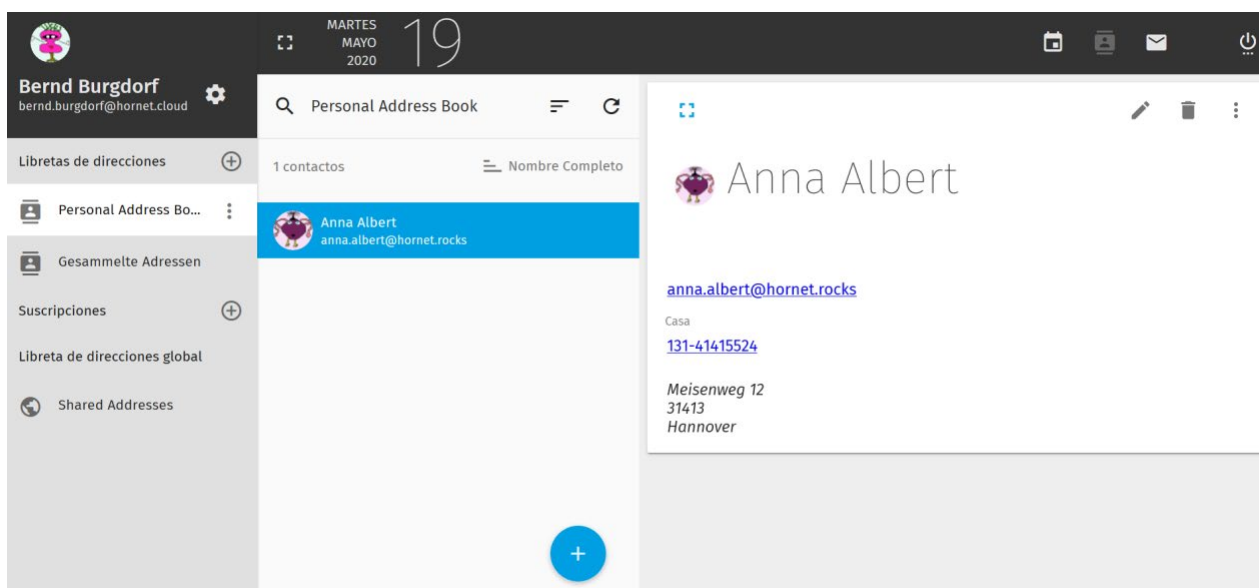 Bernd Burgdorf
bernd.burgdorf@hornet.cloud
MARTES
MAYO
2020
19
Libretas de direcciones
Personal Address Bo...
Gesammelte Adressen
Suscripciones
Libreta de direcciones global
Shared Addresses
Personal Address Book
1 contactos
Nombre Completo
Anna Albert
anna.albert@hornet.rocks
Anna Albert
anna.albert@hornet.rocks
Casa
131-41415524
Meisenweg 12
31413
Hannover